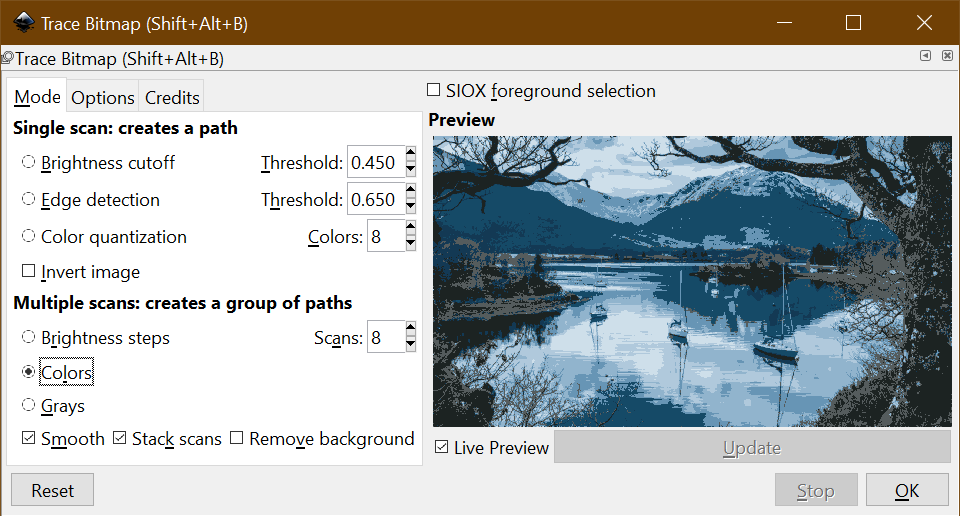 Trace Bitmap (Shift+Alt+B)
Trace Bitmap (Shift+Alt+B)
Mode Options Credits
SIOX foreground selection
Single scan: creates a path
Preview
Brightness cutoff Threshold: 0.450
Edge detection Threshold: 0.650
Color quantization Colors: 8
Invert image
Multiple scans: creates a group of paths
Brightness steps Scans: 8
Colors
Grays
Smooth Stack scans Remove background
Live Preview Update
Reset Stop OK